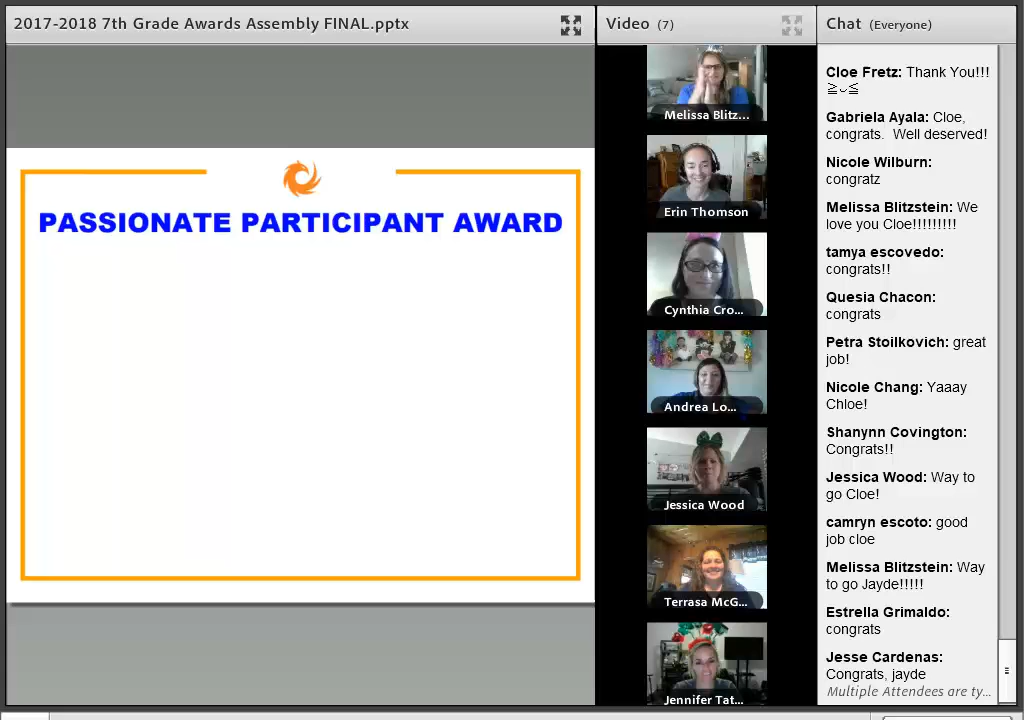 2017-2018 7th Grade Awards Assembly FINAL.pptx
PASSIONATE PARTICIPANT AWARD
Video (7)
Melissa Blitz...
Erin Thomson
Cynthia Cro...
Andrea Lo...
Jessica Wood
Terrasa McG...
Jennifer Tat...
Chat (Everyone)
Cloe Fretz: Thank You!!!
≧⌣≦
Gabriela Ayala: Cloe,
congrats. Well deserved!
Nicole Wilburn:
congratz
Melissa Blitzstein: We
love you Cloe!!!!!!!!!
tamya escovedo:
congrats!!
Quesia Chacon:
congrats
Petra Stoilkovich: great
job!
Nicole Chang: Yaaay
Chloe!
Shanynn Covington:
Congrats!!
Jessica Wood: Way to
go Cloe!
camryn escoto: good
job cloe
Melissa Blitzstein: Way
to go Jayde!!!!!
Estrella Grimaldo:
congrats
Jesse Cardenas:
Congrats, jayde
Multiple Attendees are ty...